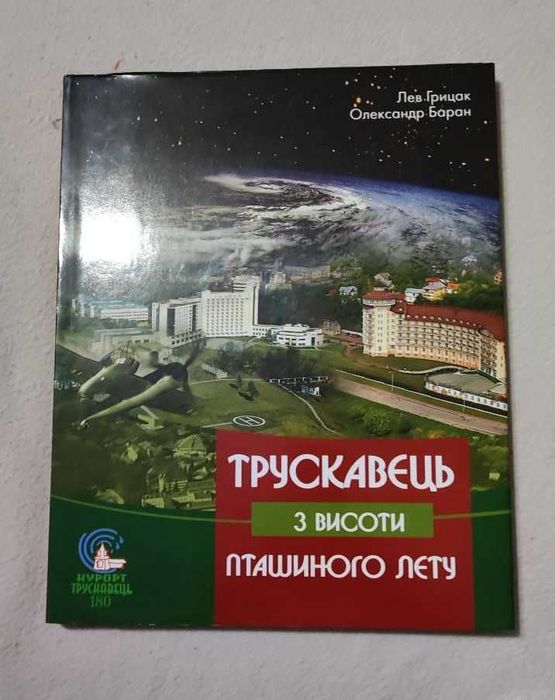 Лев Грицак
Олександр Баран
ТРУСКАВЕЦЬ
З ВИСОТИ
ПТАШИНОГО ЛЕТУ
КУРОРТ
ТРУСКАВЕЦЬ
180
H